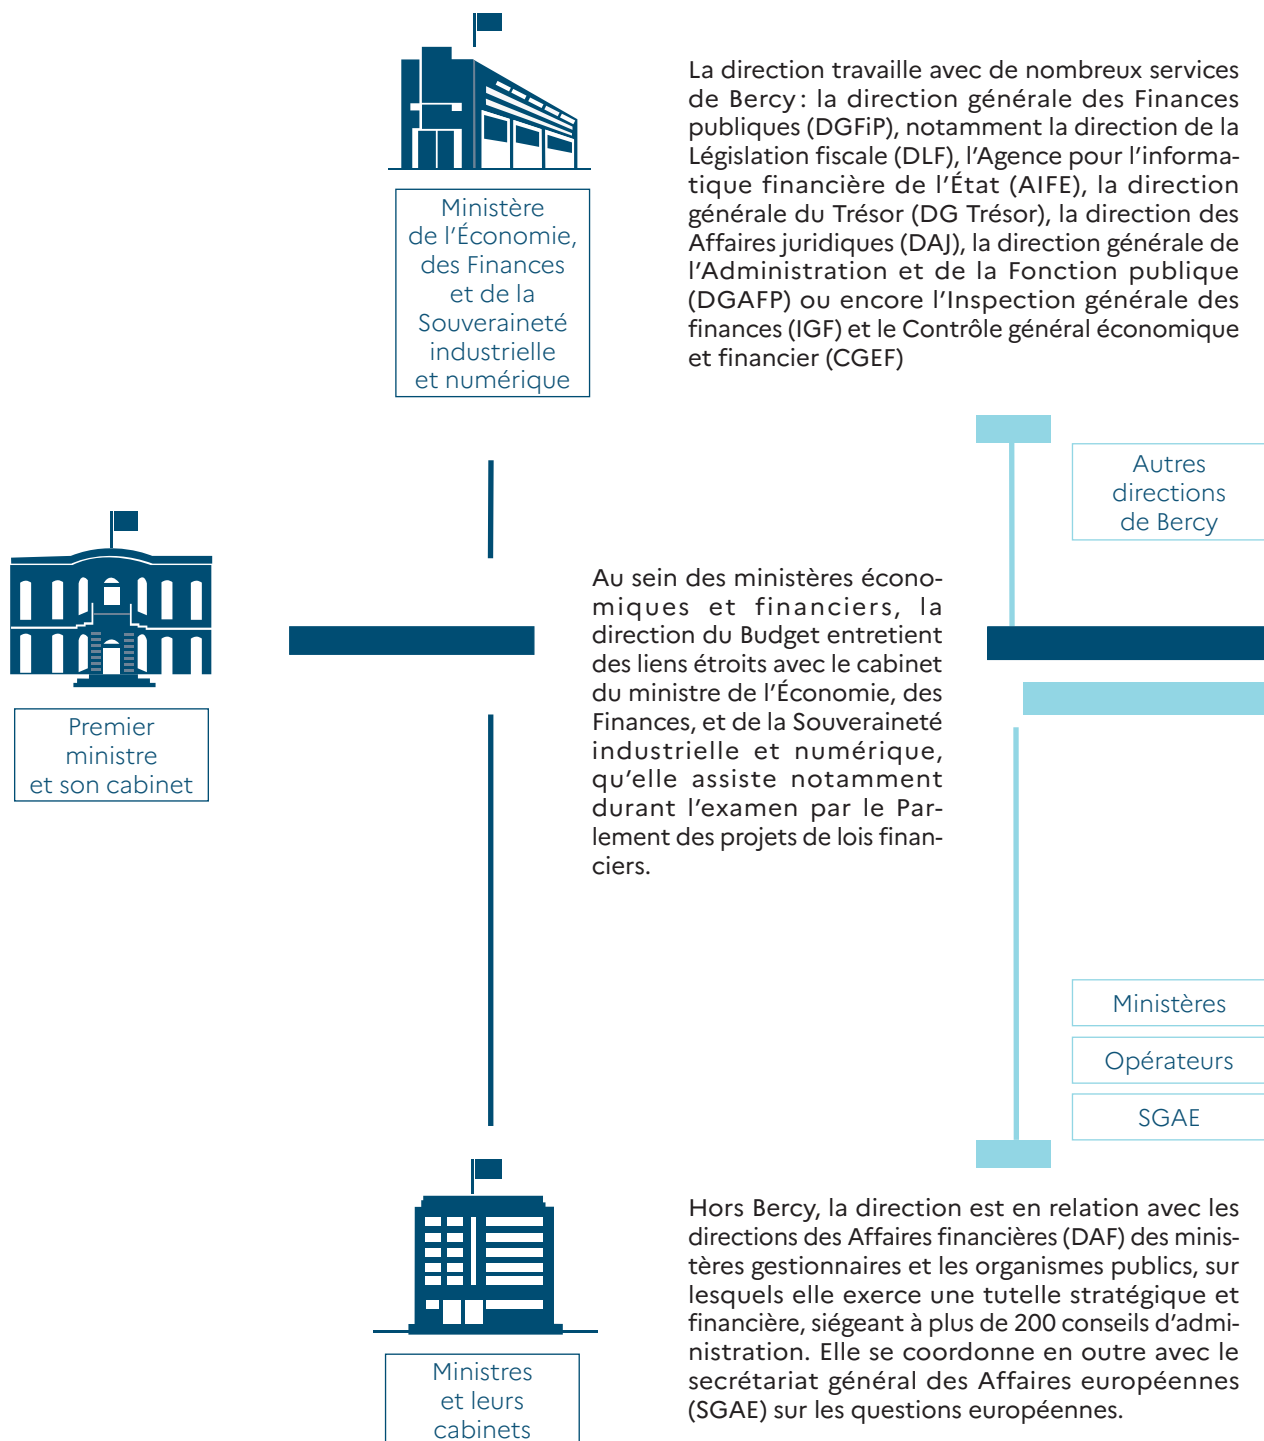 La direction travaille avec de nombreux services
de Bercy : la direction générale des Finances
publiques (DGFiP), notamment la direction de la
Législation fiscale (DLF), l’Agence pour l’informa-
tique financière de l’État (AIFE), la direction
générale du Trésor (DG Trésor), la direction des
Affaires juridiques (DAJ), la direction générale de
l’Administration et de la Fonction publique
(DGAFP) ou encore l’Inspection générale des
finances (IGF) et le Contrôle général économique
et financier (CGEF)
Ministère
de l’Économie,
des Finances
et de la
Souveraineté
industrielle
et numérique
Autres
directions
de Bercy
Premier
ministre
et son cabinet
Au sein des ministères écono-
miques et financiers, la
direction du Budget entretient
des liens étroits avec le cabinet
du ministre de l’Économie, des
Finances, et de la Souveraineté
industrielle et numérique,
qu’elle assiste notamment
durant l’examen par le Par-
lement des projets de lois finan-
ciers.
Ministères
Opérateurs
SGAE
Ministres
et leurs
cabinets
Hors Bercy, la direction est en relation avec les
directions des Affaires financières (DAF) des minis-
tères gestionnaires et les organismes publics, sur
lesquels elle exerce une tutelle stratégique et
financière, siégeant à plus de 200 conseils d’admi-
nistration. Elle se coordonne en outre avec le
secrétariat général des Affaires européennes
(SGAE) sur les questions européennes.